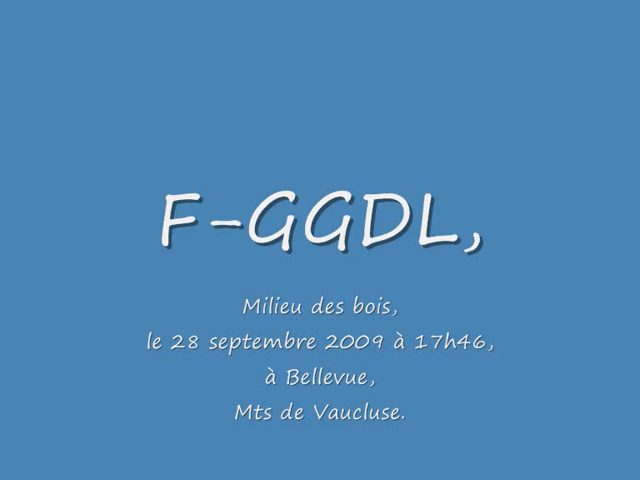 F-GGDL,
Milieu des bois,
le 28 septembre 2009 à 17h46,
à Bellevue,
Mts de Vaucluse.